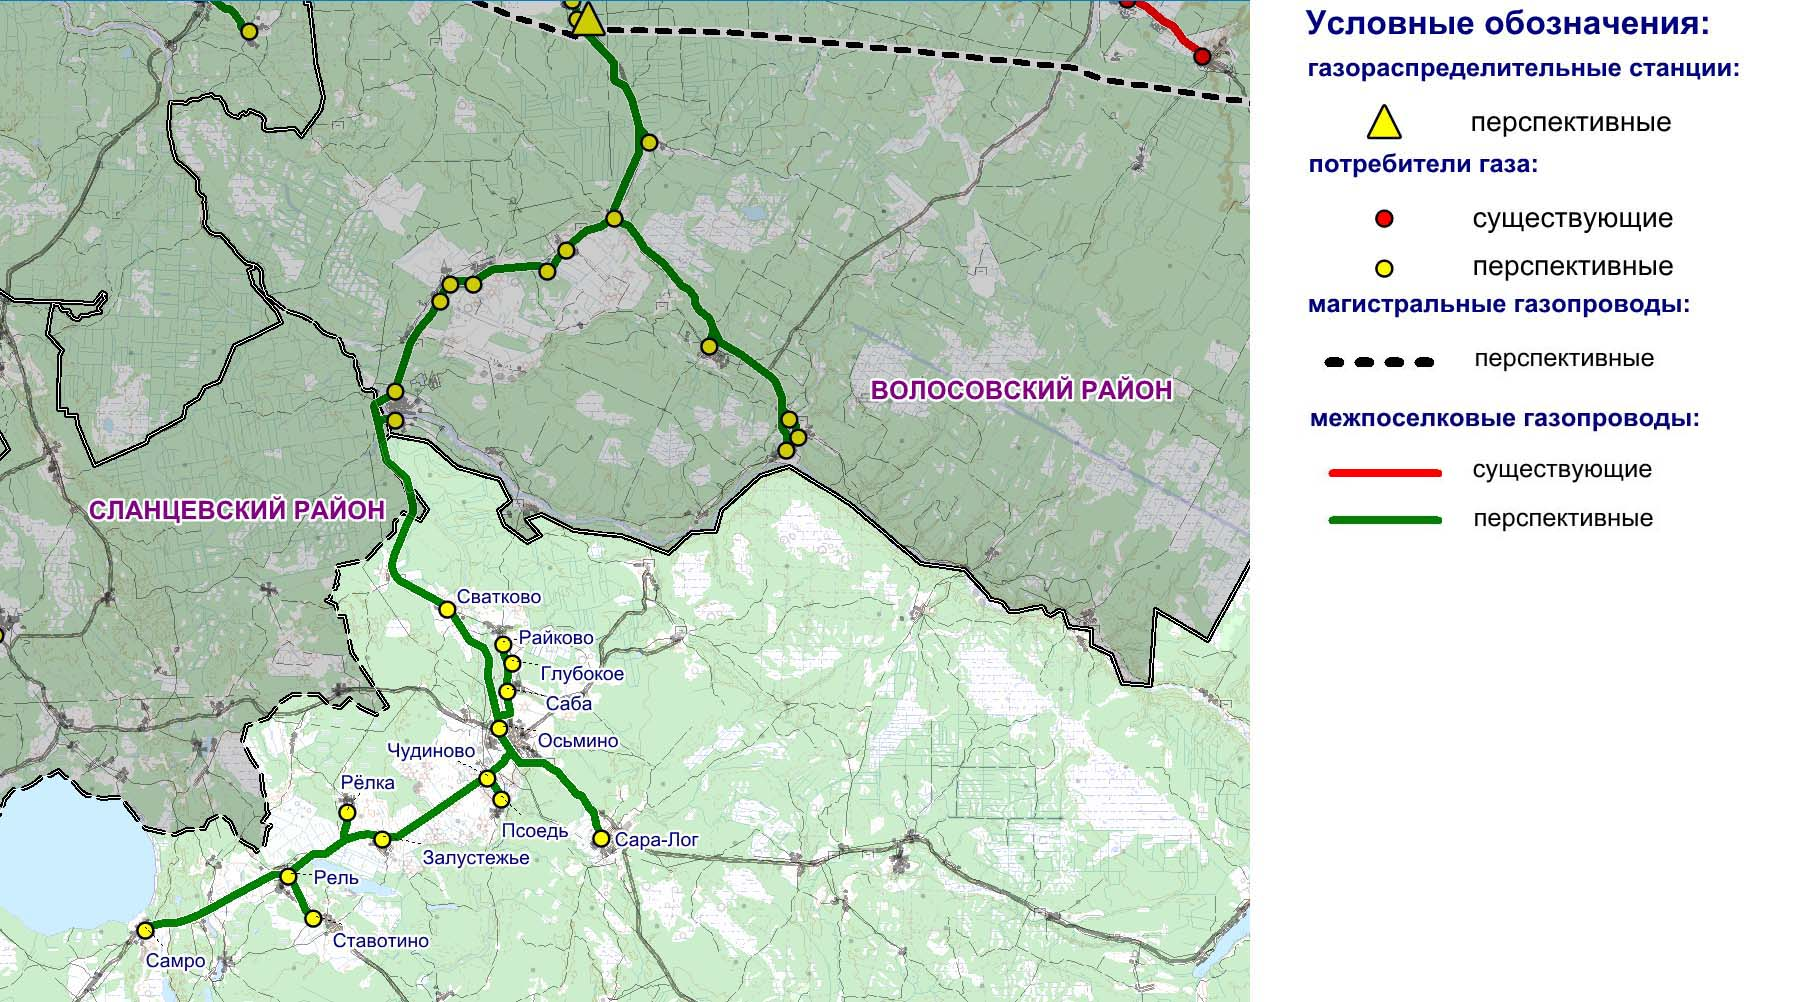 Условные обозначения:
газораспределительные станции:
перспективные
потребители газа:
существующие
перспективные
магистральные газопроводы:
перспективные
межпоселковые газопроводы:
существующие
перспективные
ВОЛОСОВСКИЙ РАЙОН
СЛАНЦЕВСКИЙ РАЙОН
Сватково
Райково
Глубокое
Саба
Осьмино
Чудиново
Рёлка
Псоедь
Сара-Лог
Залустежье
Рель
Ставотино
Самро